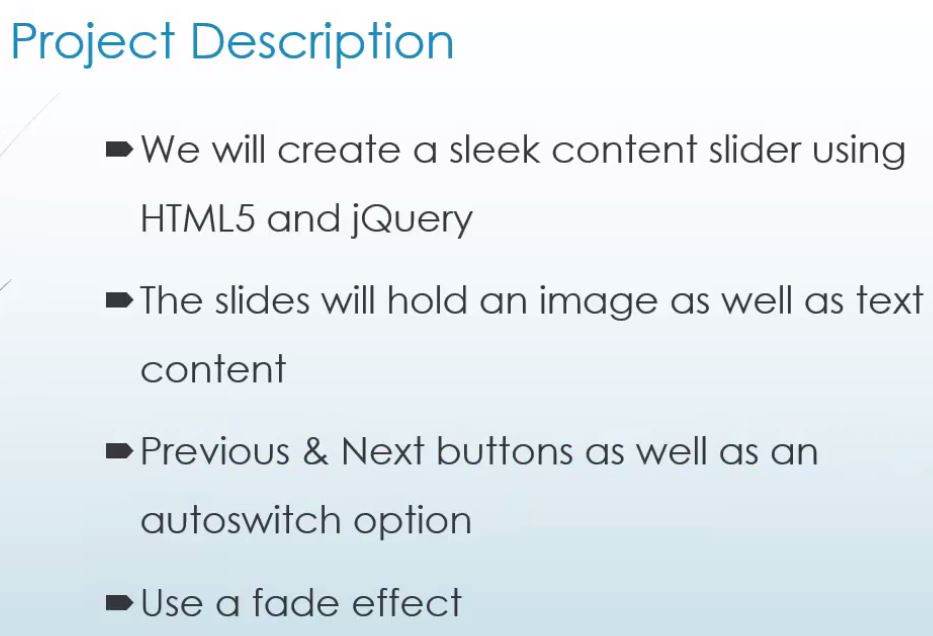 Project Description
We will create a sleek content slider using
HTML5 and jQuery
The slides will hold an image as well as text
content
Previous & Next buttons as well as an
autoswitch option
Use a fade effect